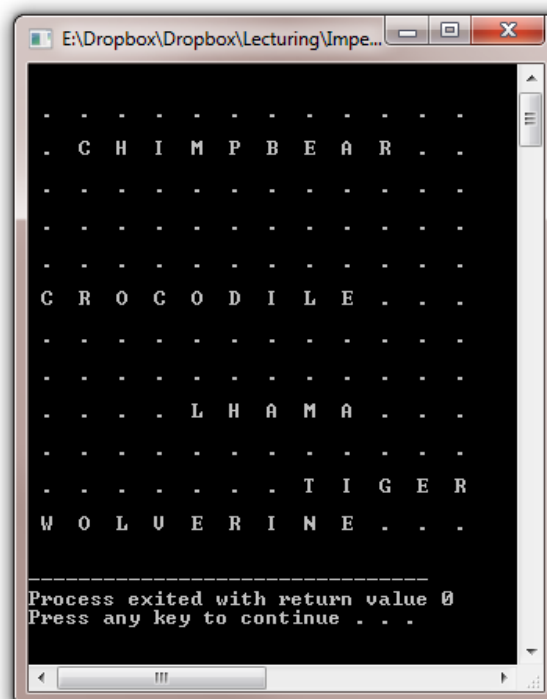 E:\Dropbox\Dropbox\Lecturing\Impe...
. . . . . . . . . . . .
. C H I M P B E A R . .
. . . . . . . . . . . .
. . . . . . . . . . . .
. . . . . . . . . . . .
C R O C O D I L E . . .
. . . . . . . . . . . .
. . . . . . . . . . . .
. . . . L H A M A . . .
. . . . . . . . . . . .
. . . . . . . T I G E R
W O L V E R I N E . . .
--------------------------------
Process exited with return value 0
Press any key to continue . . .